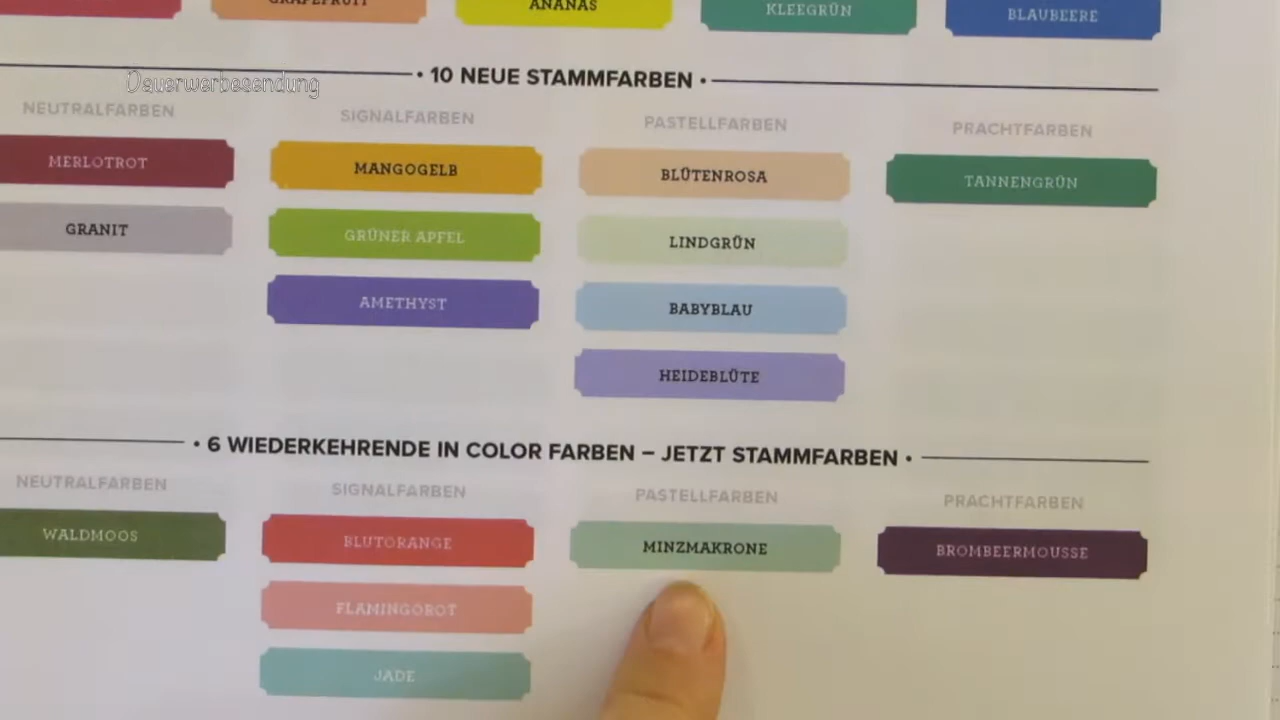 GRAPEFRUIT
ANANAS
KLEEGRÜN
BLAUBEERE
• 10 NEUE STAMMFARBEN •
Dauerwerbesendung
NEUTRALFARBEN
SIGNALFARBEN
PASTELLFARBEN
PRACHTFARBEN
MERLOTROT
MANGOGELB
BLÜTENROSA
TANNENGRÜN
GRANIT
GRÜNER APFEL
LINDGRÜN
AMETHYST
BABYBLAU
HEIDEBLÜTE
• 6 WIEDERKEHRENDE IN COLOR FARBEN – JETZT STAMMFARBEN •
NEUTRALFARBEN
SIGNALFARBEN
PASTELLFARBEN
PRACHTFARBEN
WALDMOOS
BLUTORANGE
MINZMAKRONE
BROMBEERMOUSSE
FLAMINGOROT
JADE